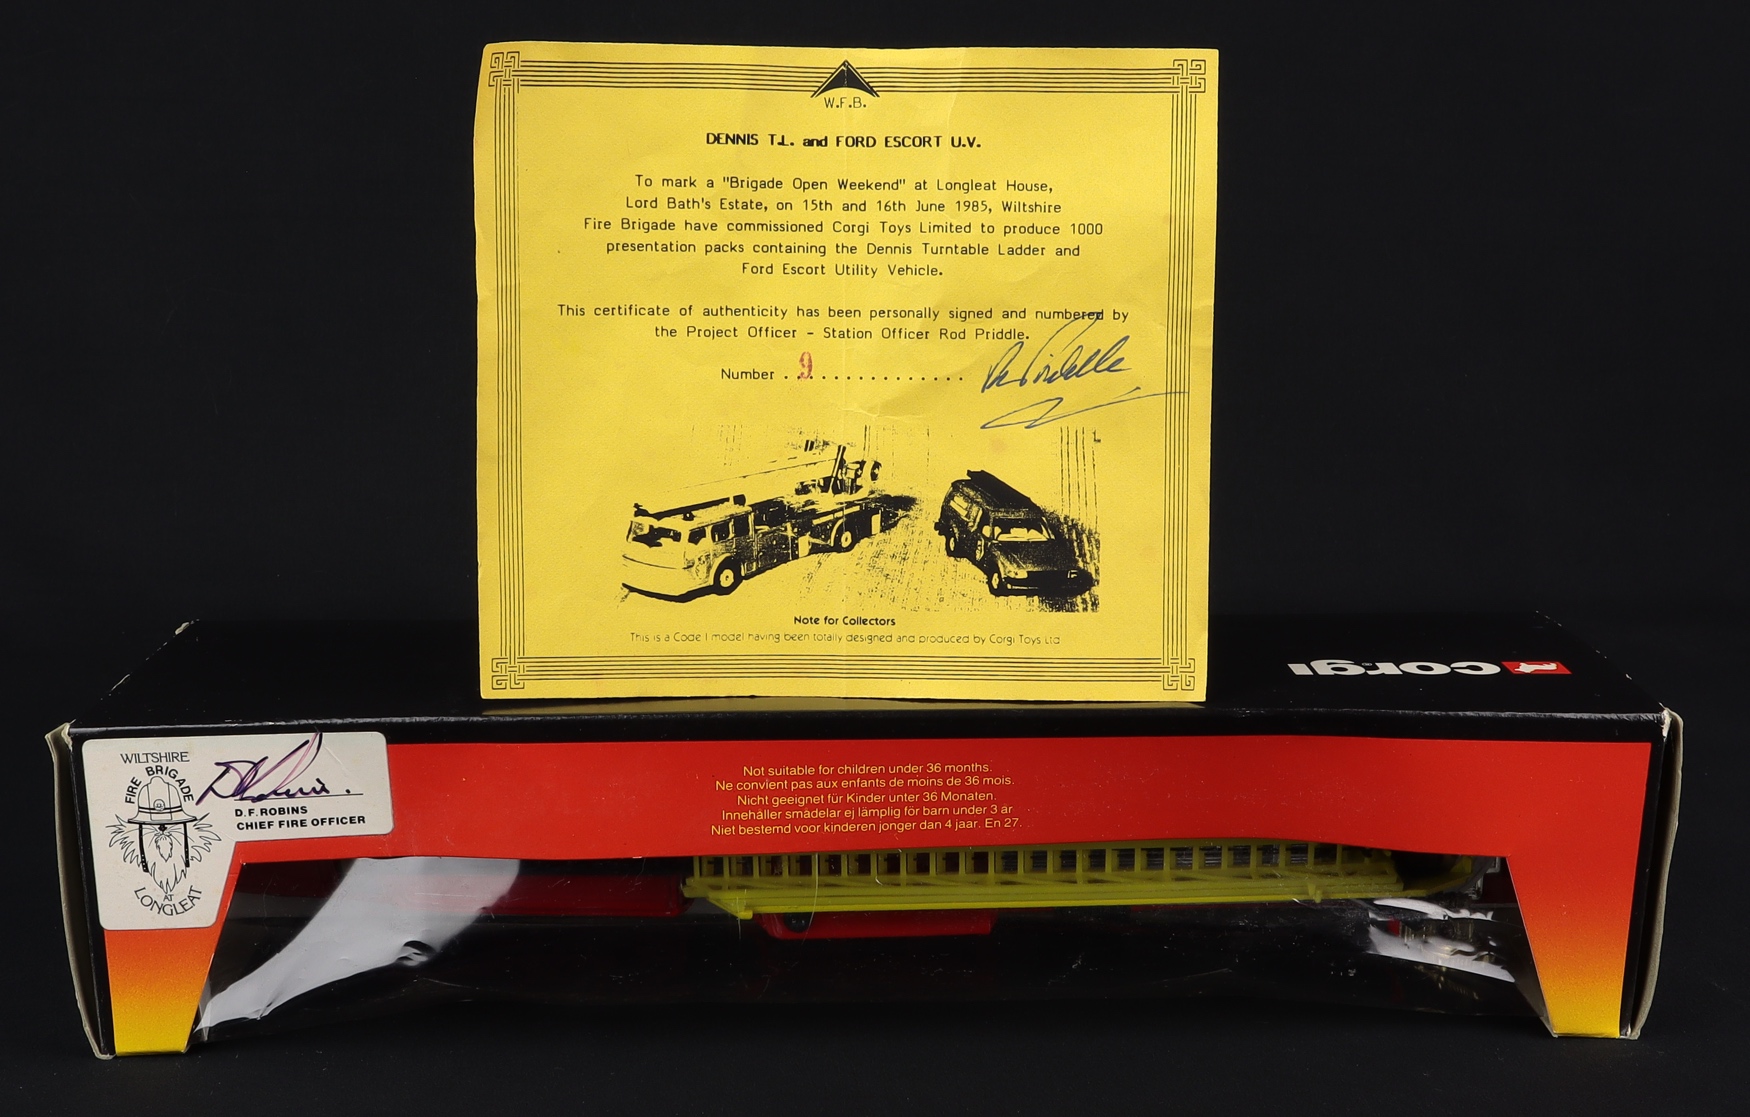 W.F.B.
DENNIS T.L. and FORD ESCORT U.V.
To mark a "Brigade Open Weekend" at Longleat House,
Lord Bath's Estate, on 15th and 16th June 1985, Wiltshire
Fire Brigade have commissioned Corgi Toys Limited to produce 1000
presentation packs containing the Dennis Turntable Ladder and
Ford Escort Utility Vehicle.
This certificate of authenticity has been personally signed and numbered by
the Project Officer - Station Officer Rod Priddle.
Number . 9 . . . . . . . . . . . . .
Note for Collectors
This is a Code 1 model having been totally designed and produced by Corgi Toys Ltd
corgi
WILTSHIRE
FIRE BRIGADE
AT
LONGLEAT
D.F. ROBINS
CHIEF FIRE OFFICER
Not suitable for children under 36 months.
Ne convient pas aux enfants de moins de 36 mois.
Nicht geeignet für Kinder unter 36 Monaten.
Innehåller smådelar ej lämplig för barn under 3 år
Niet bestemd voor kinderen jonger dan 4 jaar. En 27.